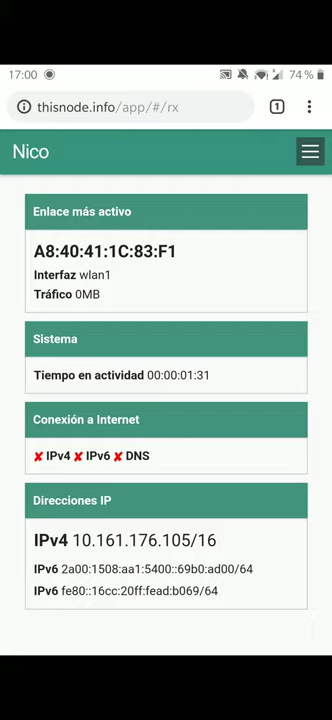 17:00
74 %
thisnode.info/app/#/rx
1
Nico
Enlace más activo
A8:40:41:1C:83:F1
Interfaz wlan1
Tráfico 0MB
Sistema
Tiempo en actividad 00:00:01:31
Conexión a Internet
✘ IPv4 ✘ IPv6 ✘ DNS
Direcciones IP
IPv4 10.161.176.105/16
IPv6 2a00:1508:aa1:5400::69b0:ad00/64
IPv6 fe80::16cc:20ff:fead:b069/64